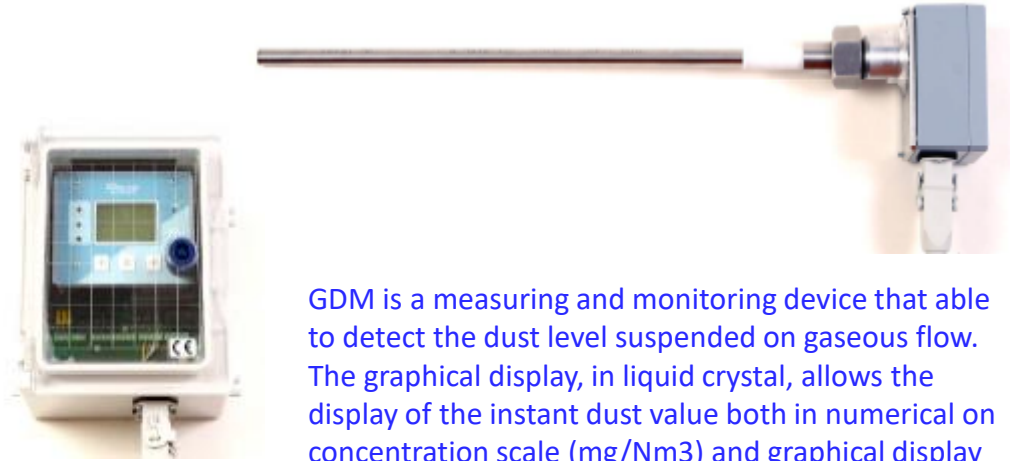 CE
GDM is a measuring and monitoring device that able
to detect the dust level suspended on gaseous flow.
The graphical display, in liquid crystal, allows the
display of the instant dust value both in numerical on
concentration scale (mg/Nm3) and graphical display